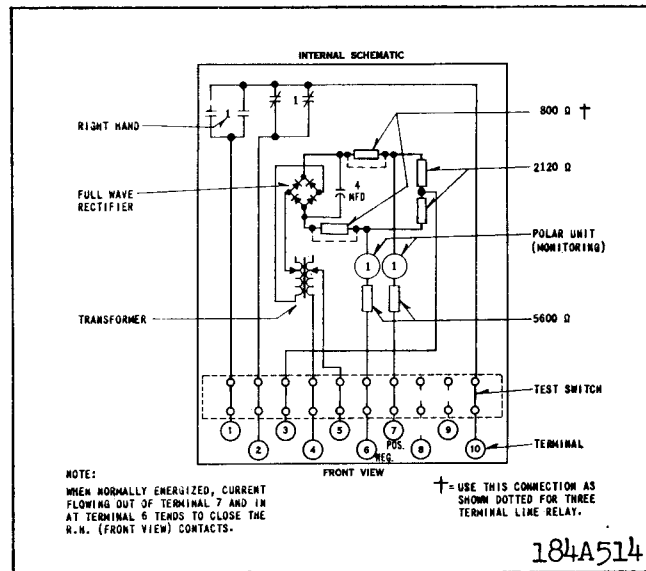 INTERNAL SCHEMATIC
RIGHT HAND
1
1
800 Ω †
FULL WAVE
RECTIFIER
4
MFD
2120 Ω
POLAR UNIT
(MONITORING)
1
1
TRANSFORMER
5600 Ω
TEST SWITCH
1
2
3
4
5
6
7
8
9
10
POS.
NEG.
TERMINAL
FRONT VIEW
NOTE:
WHEN NORMALLY ENERGIZED, CURRENT
FLOWING OUT OF TERMINAL 7 AND IN
AT TERMINAL 6 TENDS TO CLOSE THE
R.H. (FRONT VIEW) CONTACTS.
†= USE THIS CONNECTION AS
SHOWN DOTTED FOR THREE
TERMINAL LINE RELAY.
184A514